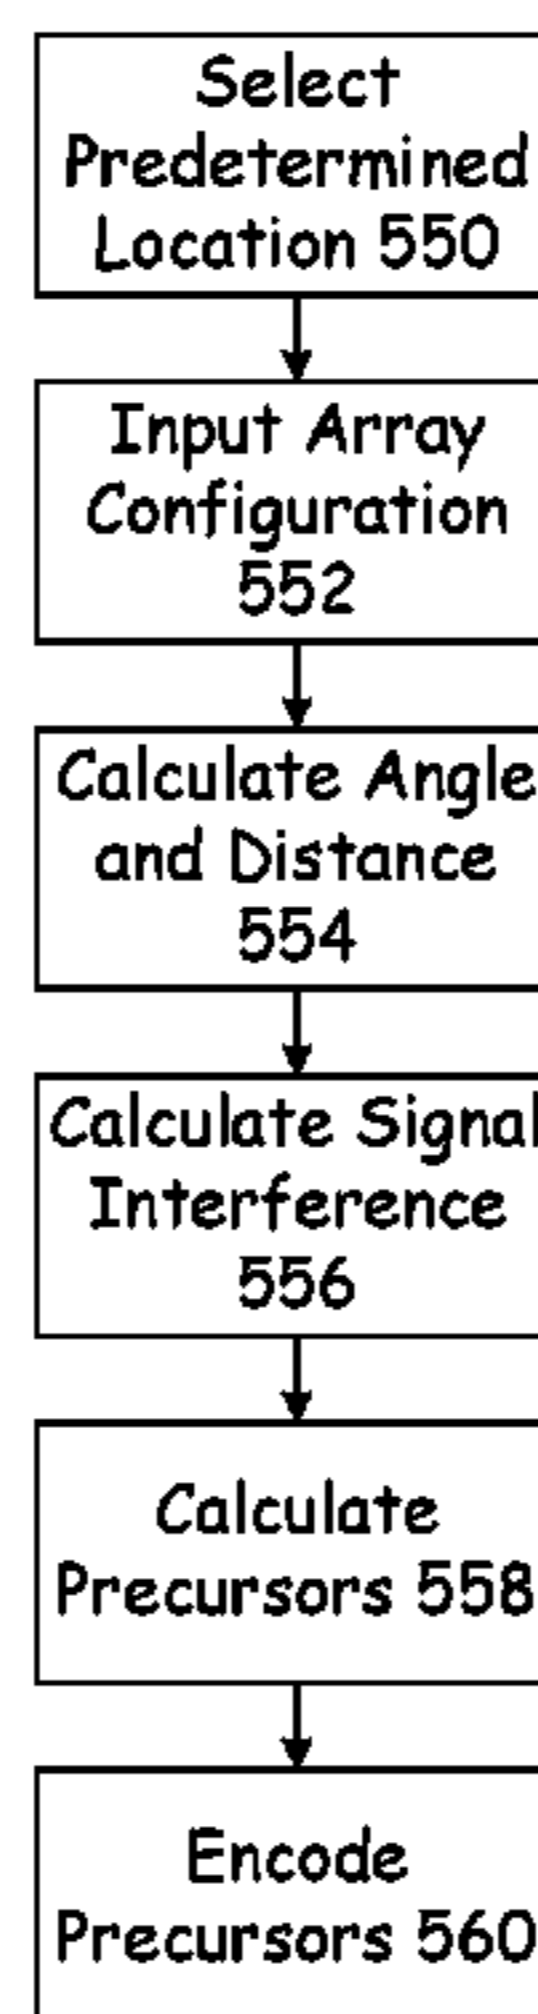 Select
Predetermined
Location 550
Input Array
Configuration
552
Calculate Angle
and Distance
554
Calculate Signal
Interference
556
Calculate
Precursors 558
Encode
Precursors 560